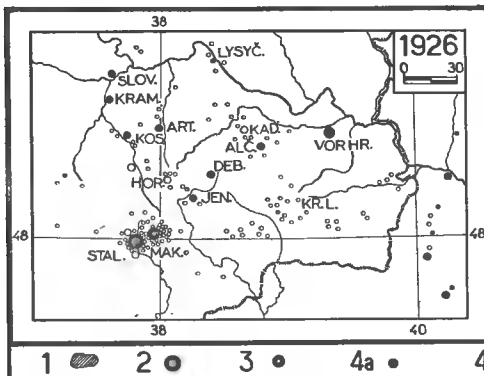 38
LYSYČ.
1926
0 30
SLOV.
KRAM.
ART.
KOS.
KAD.
ALČ.
VOR.
HR.
DEB.
HOR.
JEN.
KR.L.
48
48
STAL.
MAK.
38
40
1 2 3 4a 4